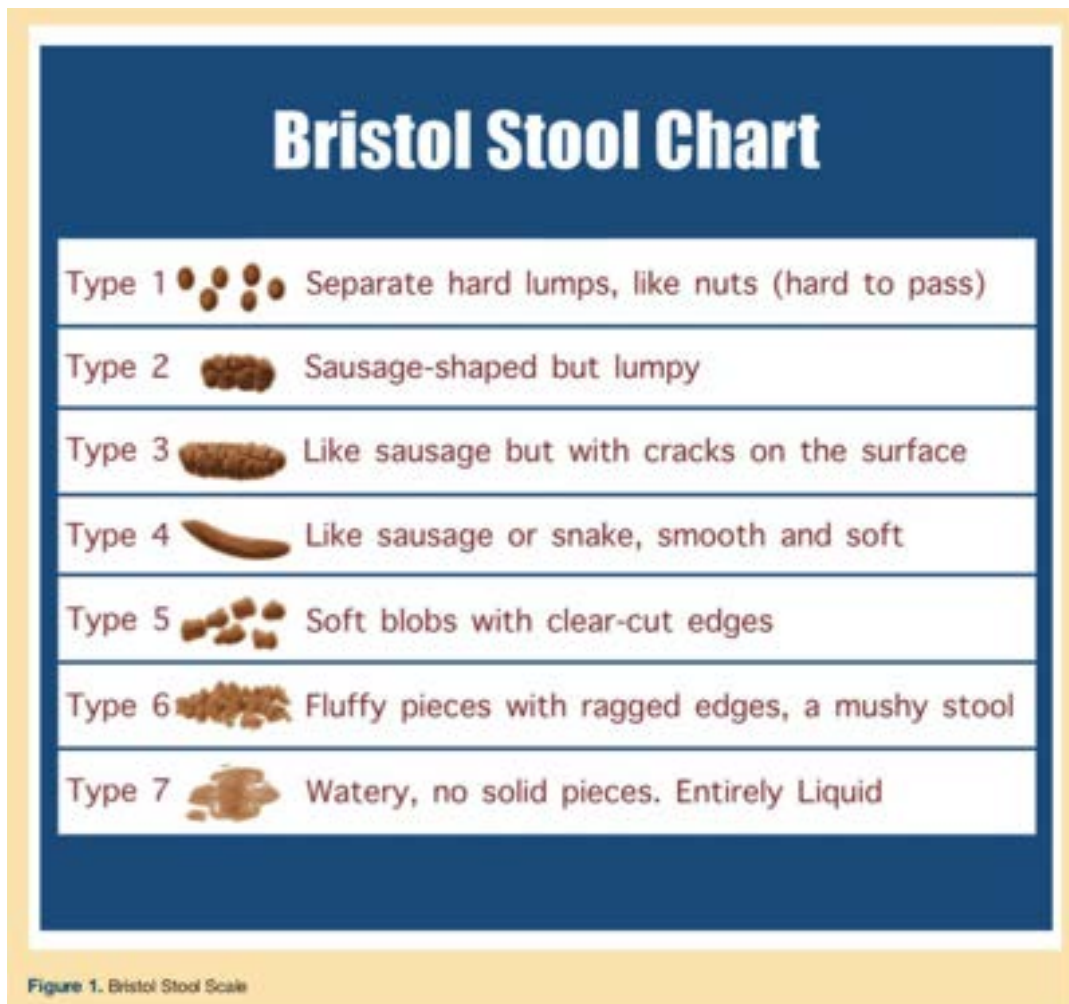 Bristol Stool Chart
Type 1 Separate hard lumps, like nuts (hard to pass)
Type 2 Sausage-shaped but lumpy
Type 3 Like sausage but with cracks on the surface
Type 4 Like sausage or snake, smooth and soft
Type 5 Soft blobs with clear-cut edges
Type 6 Fluffy pieces with ragged edges, a mushy stool
Type 7 Watery, no solid pieces. Entirely Liquid
Figure 1. Bristol Stool Scale